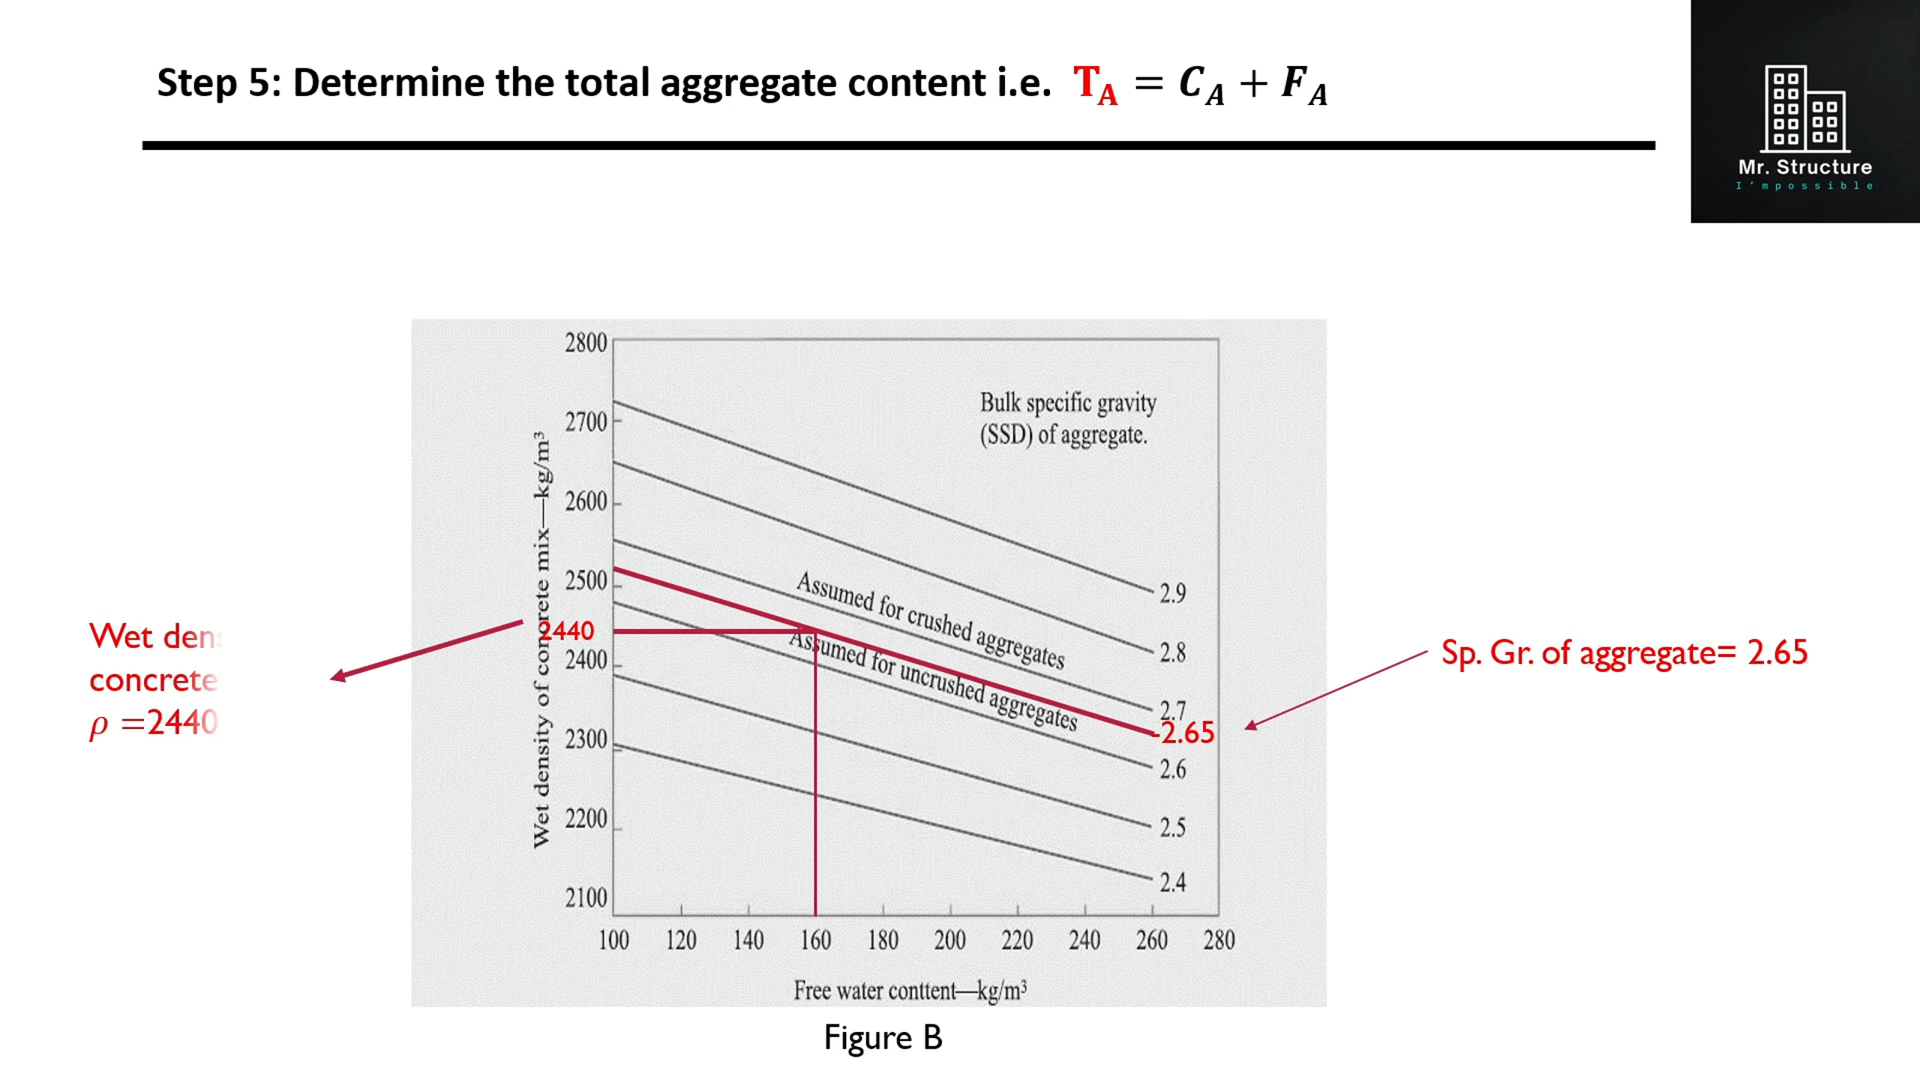 Step 5: Determine the total aggregate content i.e. T_A = C_A + F_A
Mr. Structure
I'mpossible
2800
2700
2600
2500
2440
2400
2300
2200
2100
Wet density of concrete mix—kg/m³
Bulk specific gravity
(SSD) of aggregate.
Assumed for crushed aggregates
Assumed for uncrushed aggregates
2.9
2.8
2.7
-2.65
2.6
2.5
2.4
100 120 140 160 180 200 220 240 260 280
Free water conttent—kg/m³
Figure B
Wet den
concrete
ρ =2440
Sp. Gr. of aggregate= 2.65